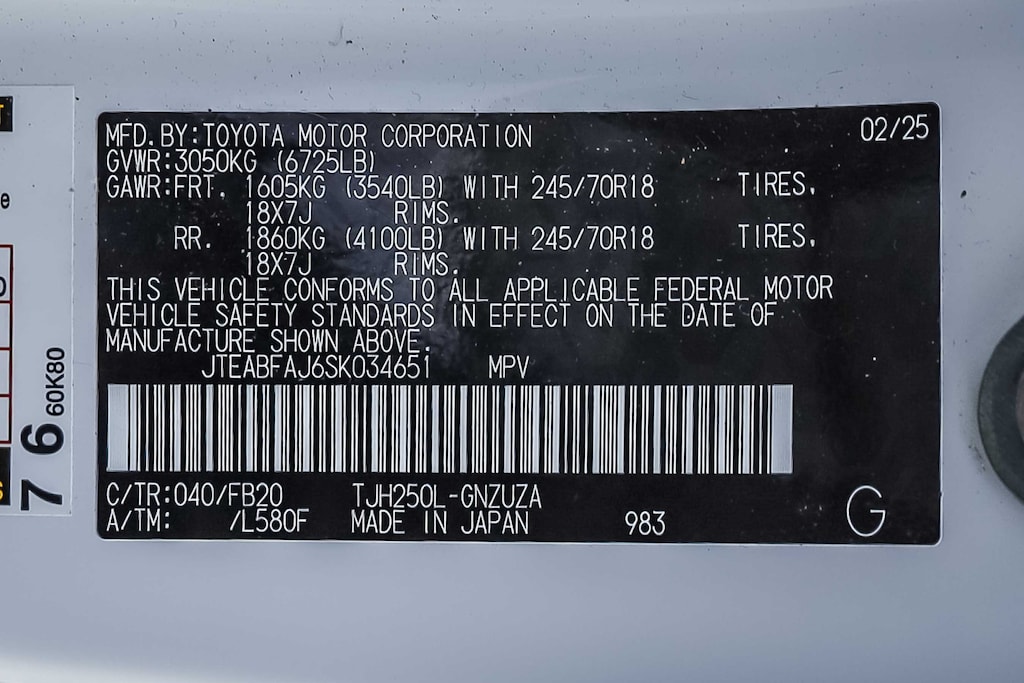 MFD.BY:TOYOTA MOTOR CORPORATION 02/25
GVWR:3050KG (6725LB)
GAWR:FRT. 1605KG (3540LB) WITH 245/70R18 TIRES,
18X7J RIMS.
RR. 1860KG (4100LB) WITH 245/70R18 TIRES,
18X7J RIMS.
THIS VEHICLE CONFORMS TO ALL APPLICABLE FEDERAL MOTOR
VEHICLE SAFETY STANDARDS IN EFFECT ON THE DATE OF
MANUFACTURE SHOWN ABOVE.
JTEABFAJ6SK034651 MPV
C/TR:040/FB20 TJH250L-GNZUZA
A/TM: /L580F MADE IN JAPAN 983 G
76 60K80